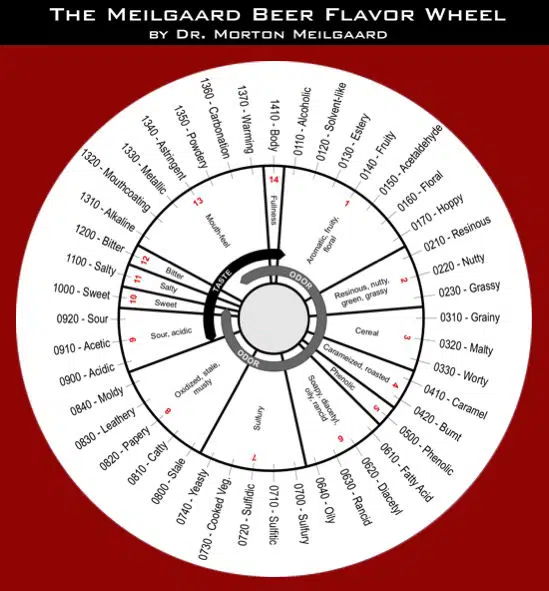 The Meilgaard Beer Flavor Wheel
by Dr. Morton Meilgaard
1410 - Body
0110 - Alcoholic
0120 - Solvent-like
0130 - Estery
0140 - Fruity
0150 - Acetaldehyde
0160 - Floral
0170 - Hoppy
0210 - Resinous
0220 - Nutty
0230 - Grassy
0310 - Grainy
0320 - Malty
0330 - Worty
0410 - Caramel
0420 - Burnt
0500 - Phenolic
0610 - Fatty Acid
0620 - Diacetyl
0630 - Rancid
0640 - Oily
0700 - Sulfury
0710 - Sulfitic
0720 - Sulfidic
0730 - Cooked Veg.
0740 - Yeasty
0800 - Stale
0810 - Catty
0820 - Papery
0830 - Leathery
0840 - Moldy
0900 - Acidic
0910 - Acetic
0920 - Sour
1000 - Sweet
1100 - Salty
1200 - Bitter
1310 - Alkaline
1320 - Mouthcoating
1330 - Metallic
1340 - Astringent
1350 - Powdery
1360 - Carbonation
1370 - Warming
14
Fullness
1
Aromatic, fruity,
floral
2
Resinous, nutty,
green, grassy
3
Cereal
4
Carameized, roasted
5
Phenolic
6
Soapy, diacetyl,
oily, rancid
7
Sulfury
8
Oxidized, stale,
musty
9
Sour, acidic
10
Sweet
11
Salty
12
Bitter
13
Mouth-feel
TASTE
ODOR
ODOR